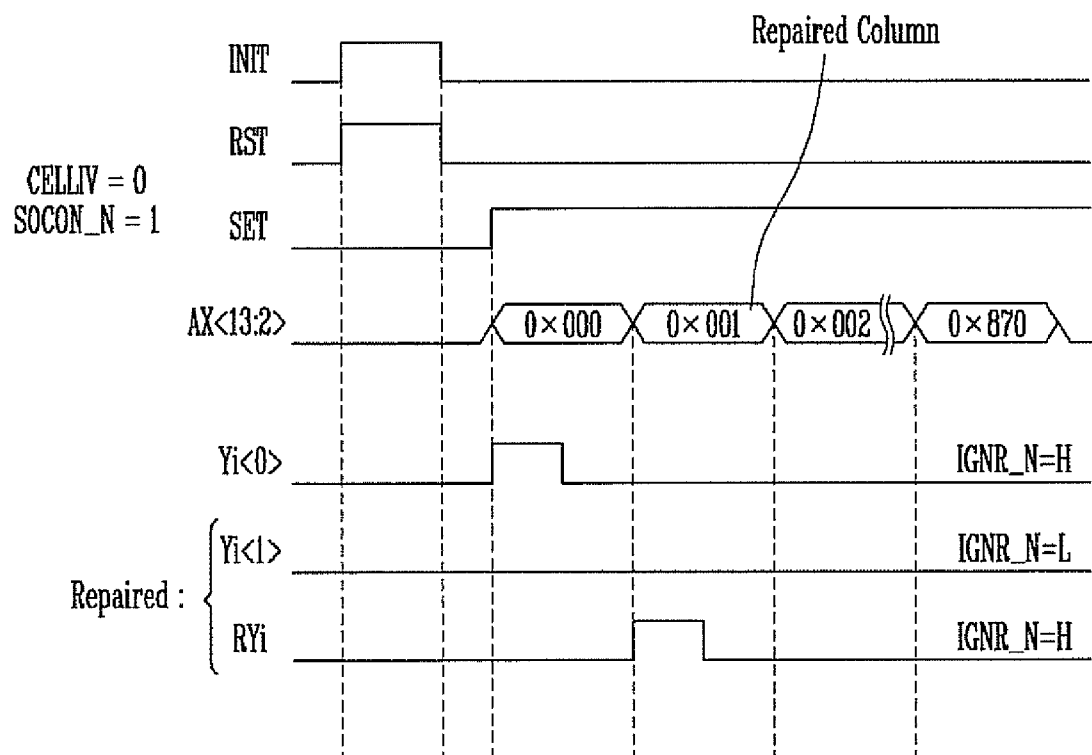 Repaired Column
INIT
RST
CELLIV = 0
SOCON_N = 1
SET
AX<13:2>
0×000
0×001
0×002
0×870
Yi<0>
IGNR_N=H
Repaired :
Yi<1>
IGNR_N=L
RYi
IGNR_N=H